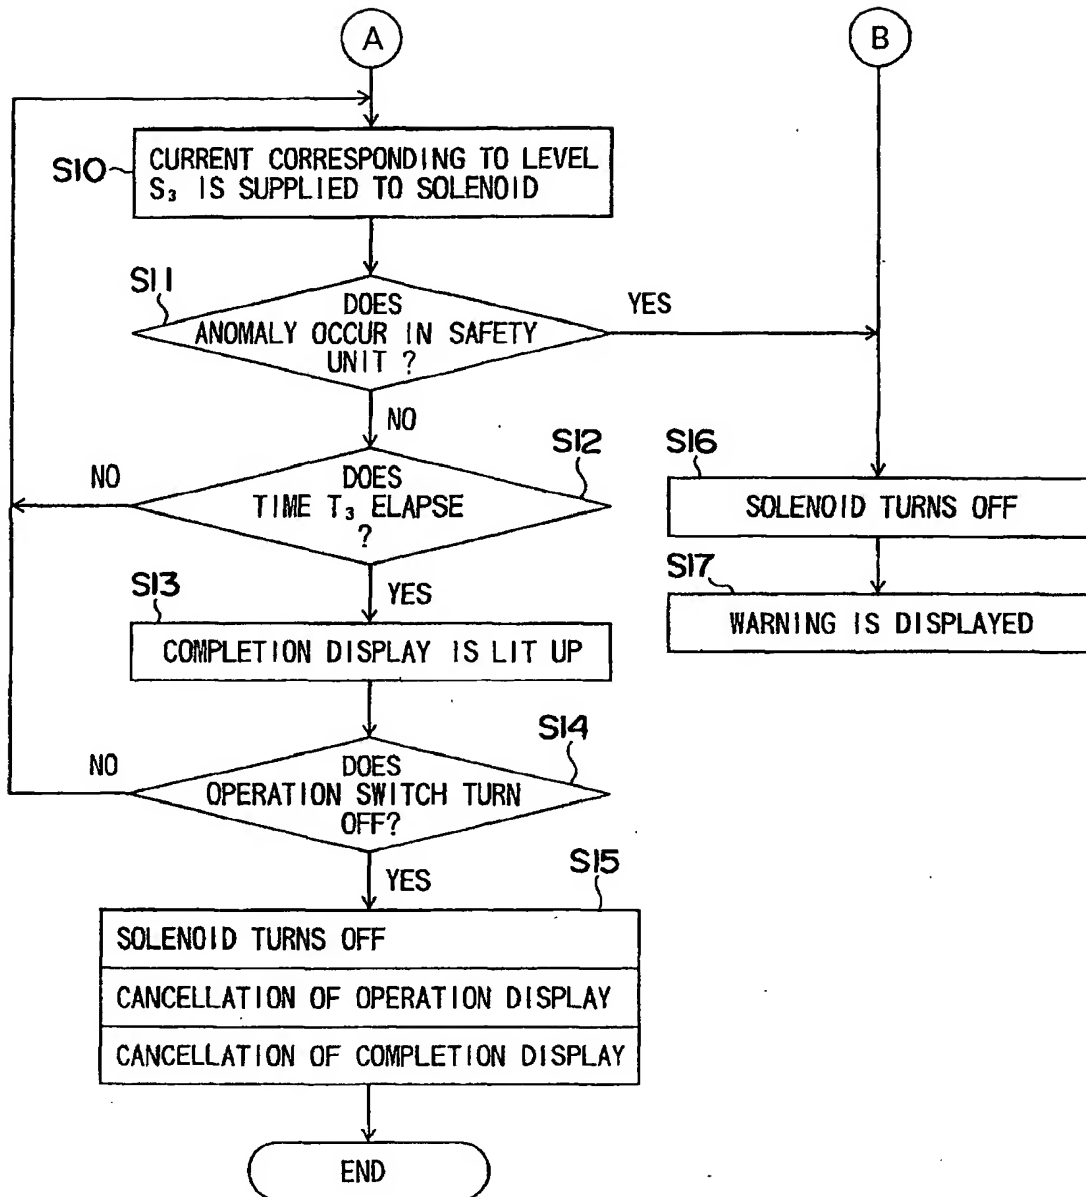 A
B
S10
CURRENT CORRESPONDING TO LEVEL
S₃ IS SUPPLIED TO SOLENOID
S11
DOES
ANOMALY OCCUR IN SAFETY
UNIT ?
YES
NO
S12
DOES
TIME T₃ ELAPSE
?
NO
YES
S13
COMPLETION DISPLAY IS LIT UP
S14
DOES
OPERATION SWITCH TURN
OFF?
NO
YES
S15
SOLENOID TURNS OFF
CANCELLATION OF OPERATION DISPLAY
CANCELLATION OF COMPLETION DISPLAY
END
S16
SOLENOID TURNS OFF
S17
WARNING IS DISPLAYED